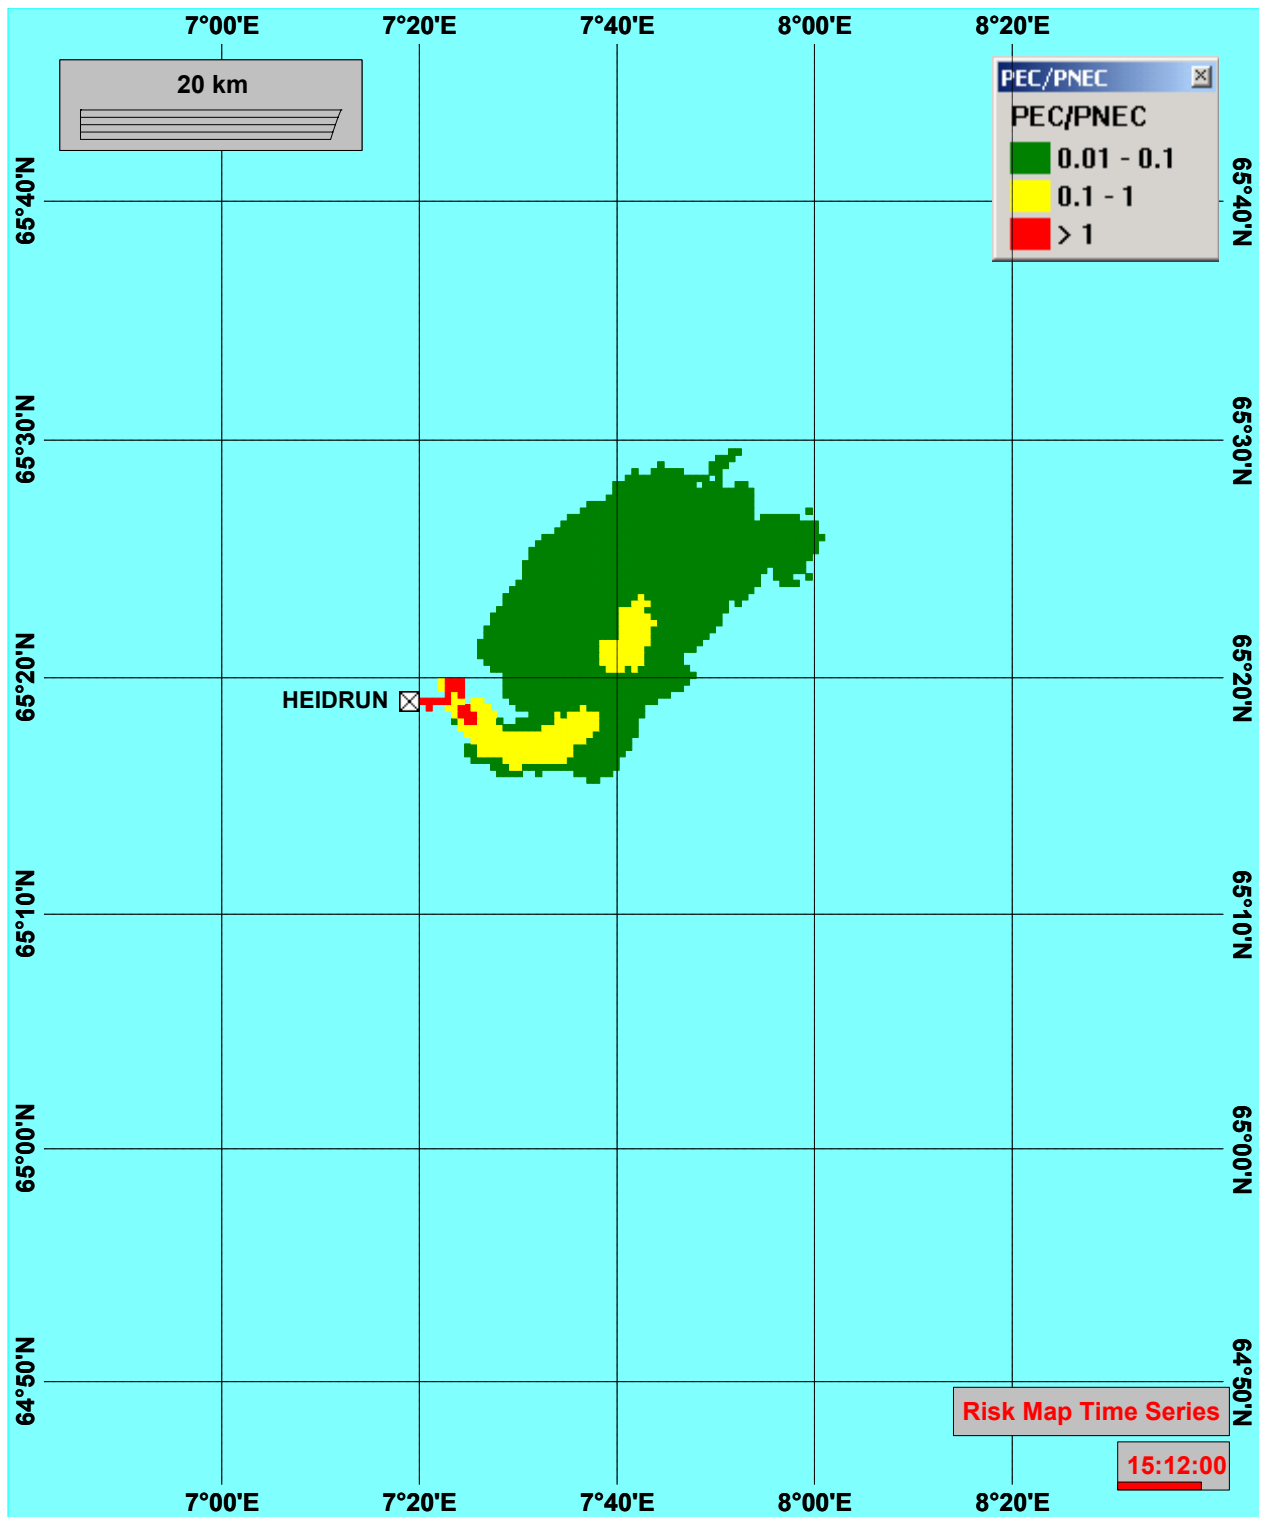 7°00'E 7°20'E 7°40'E 8°00'E 8°20'E
20 km
PEC/PNEC
PEC/PNEC
0.01 - 0.1
0.1 - 1
> 1
65°40'N 65°40'N
65°30'N 65°30'N
65°20'N 65°20'N
HEIDRUN
65°10'N 65°10'N
65°00'N 65°00'N
64°50'N 64°50'N
Risk Map Time Series
15:12:00
7°00'E 7°20'E 7°40'E 8°00'E 8°20'E